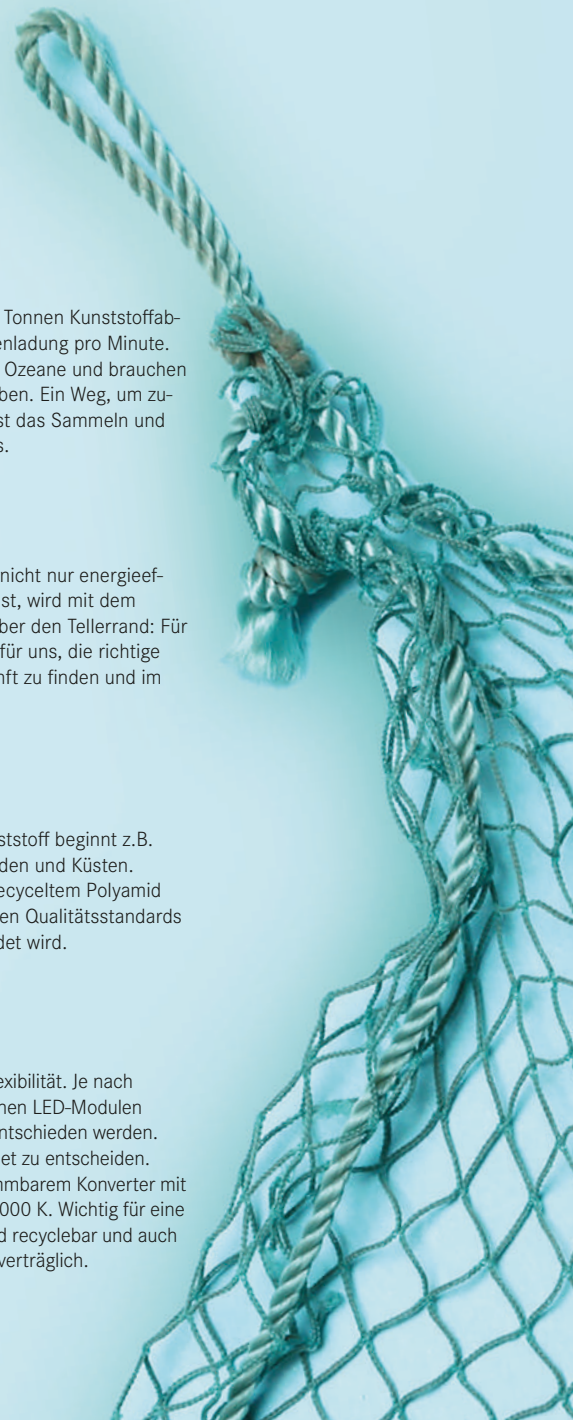 Tonnen Kunststoffab-
enladung pro Minute.
Ozeane und brauchen
ben. Ein Weg, um zu-
st das Sammeln und
s.
nicht nur energieef-
st, wird mit dem
ber den Tellerrand: Für
für uns, die richtige
nft zu finden und im
ststoff beginnt z.B.
den und Küsten.
ecyceltem Polyamid
en Qualitätsstandards
det wird.
exibilität. Je nach
nen LED-Modulen
ntschieden werden.
et zu entscheiden.
nmbarem Konverter mit
000 K. Wichtig für eine
d recyclebar und auch
verträglich.